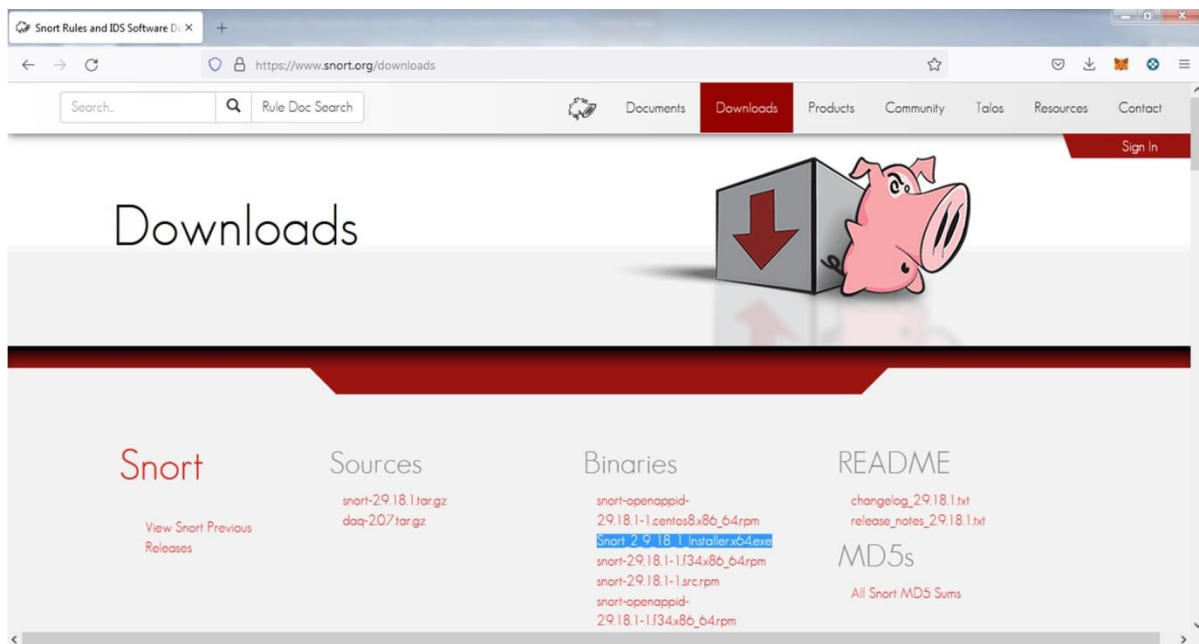 Snort Rules and IDS Software Do
https://www.snort.org/downloads
Search..
Rule Doc Search
Documents
Downloads
Products
Community
Talos
Resources
Contact
Sign In
Downloads
Snort
View Snort Previous
Releases
Sources
snort-2.9.18.1.tar.gz
daq-2.0.7.tar.gz
Binaries
snort-openappid-
2.9.18.1-1.centos8.x86_64.rpm
Snort_2_9_18_1_Installer.x64.exe
snort-2.9.18.1-1.f34.x86_64.rpm
snort-2.9.18.1-1.src.rpm
snort-openappid-
2.9.18.1-1.f34.x86_64.rpm
README
changelog_2.9.18.1.txt
release_notes_2.9.18.1.txt
MD5s
All Snort MD5 Sums